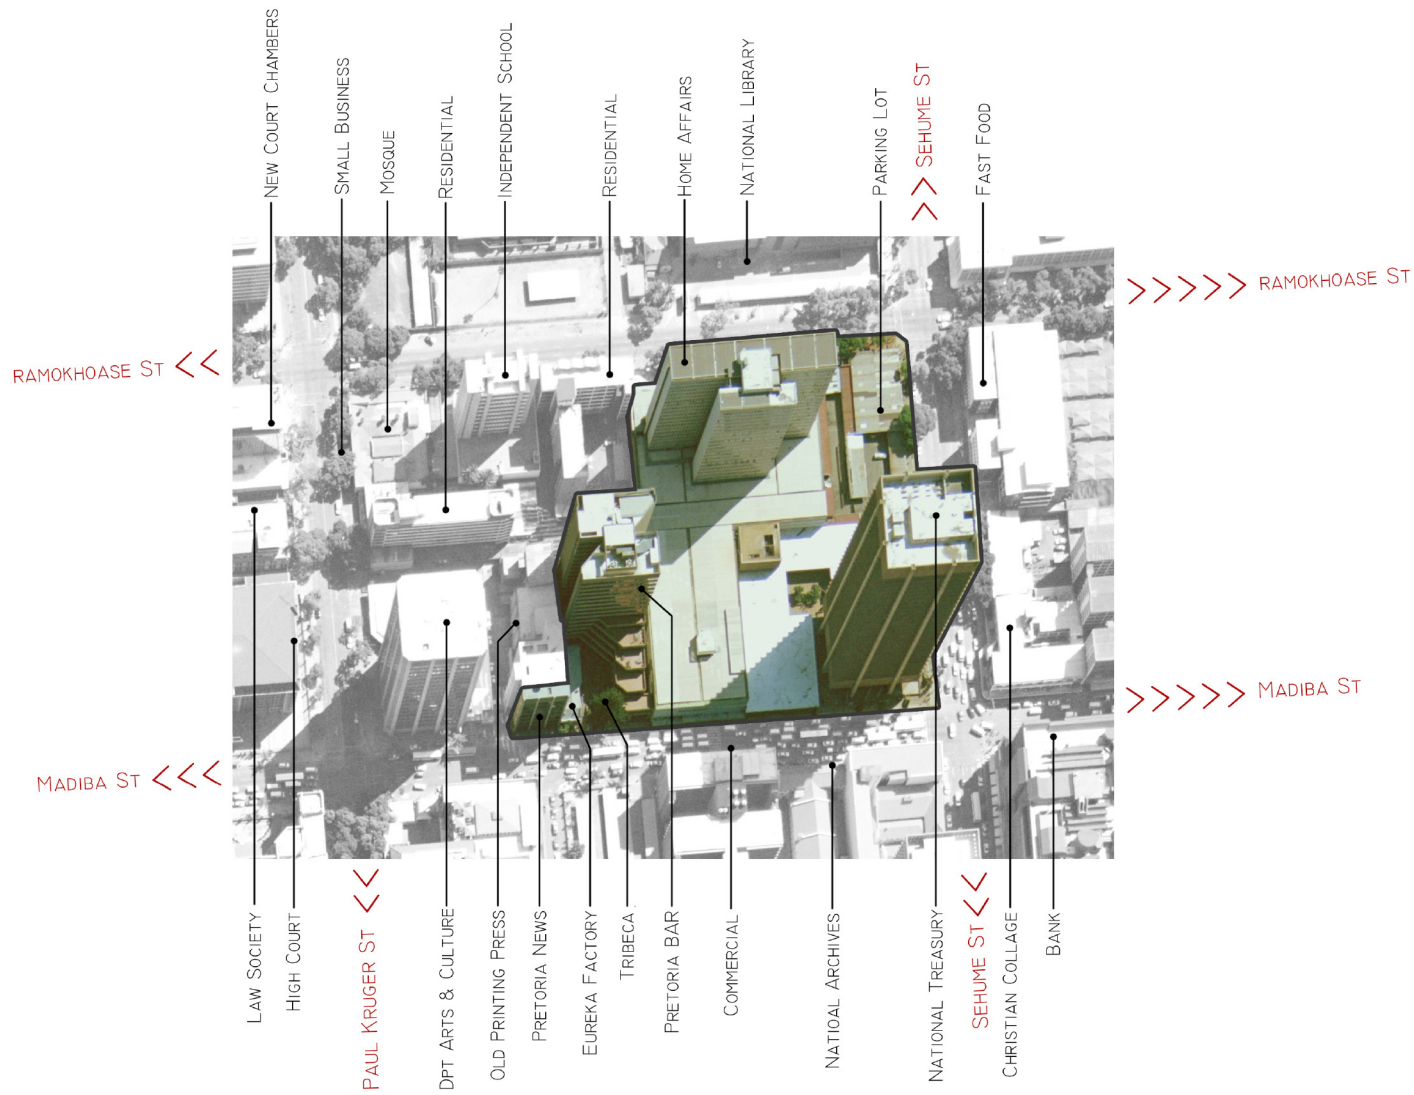 New Court Chambers
Small Business
Mosque
Residential
Independent School
Residential
Home Affairs
National Library
Parking Lot
Sehume St
Fast Food
Ramokhoase St
Ramokhoase St
Madiba St
Madiba St
Law Society
High Court
Paul Kruger St
Dpt Arts & Culture
Old Printing Press
Pretoria News
Eureka Factory
Tribeca
Pretoria BAR
Commercial
Natioal Archives
National Treasury
Sehume St
Christian Collage
Bank